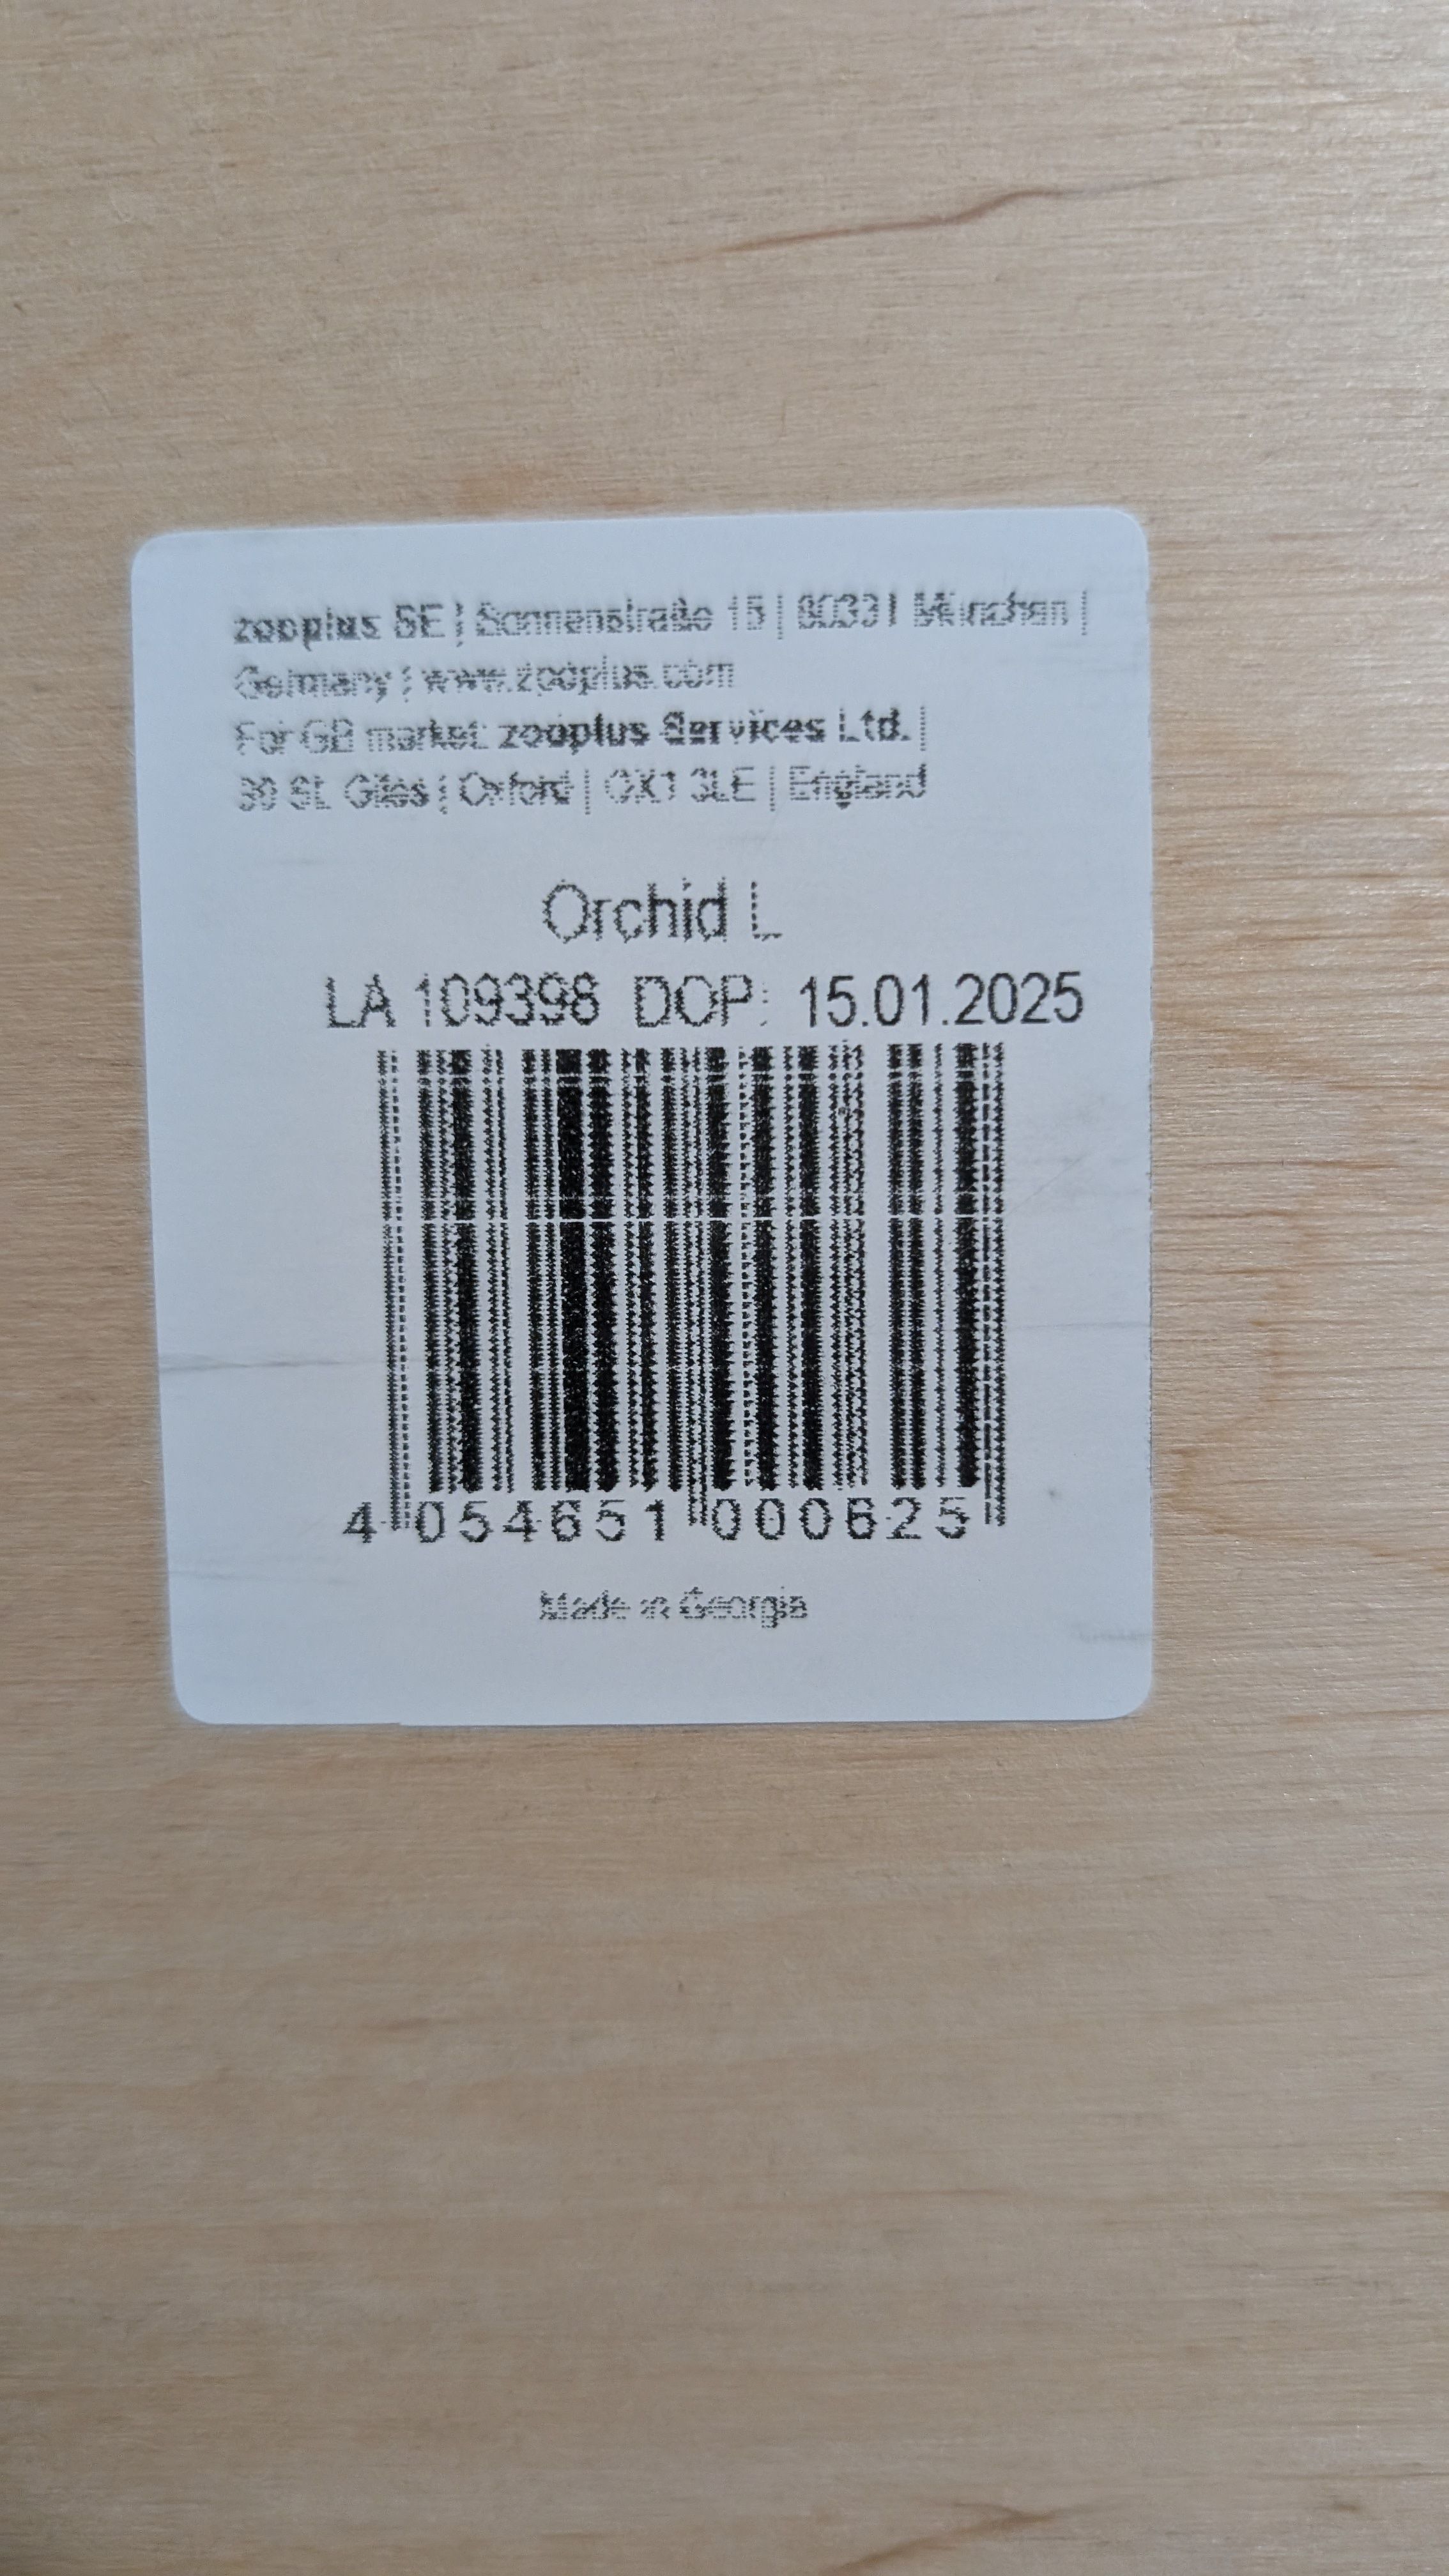 zooplus SE | Sonnenstraße 15 | 80331 München |
Germany | www.zooplus.com
For GB market: zooplus Services Ltd. |
30 St. Giles | Oxford | OX1 3LE | England
Orchid L
LA 109398 DOP: 15.01.2025
4 054651 000625
Made in Georgia